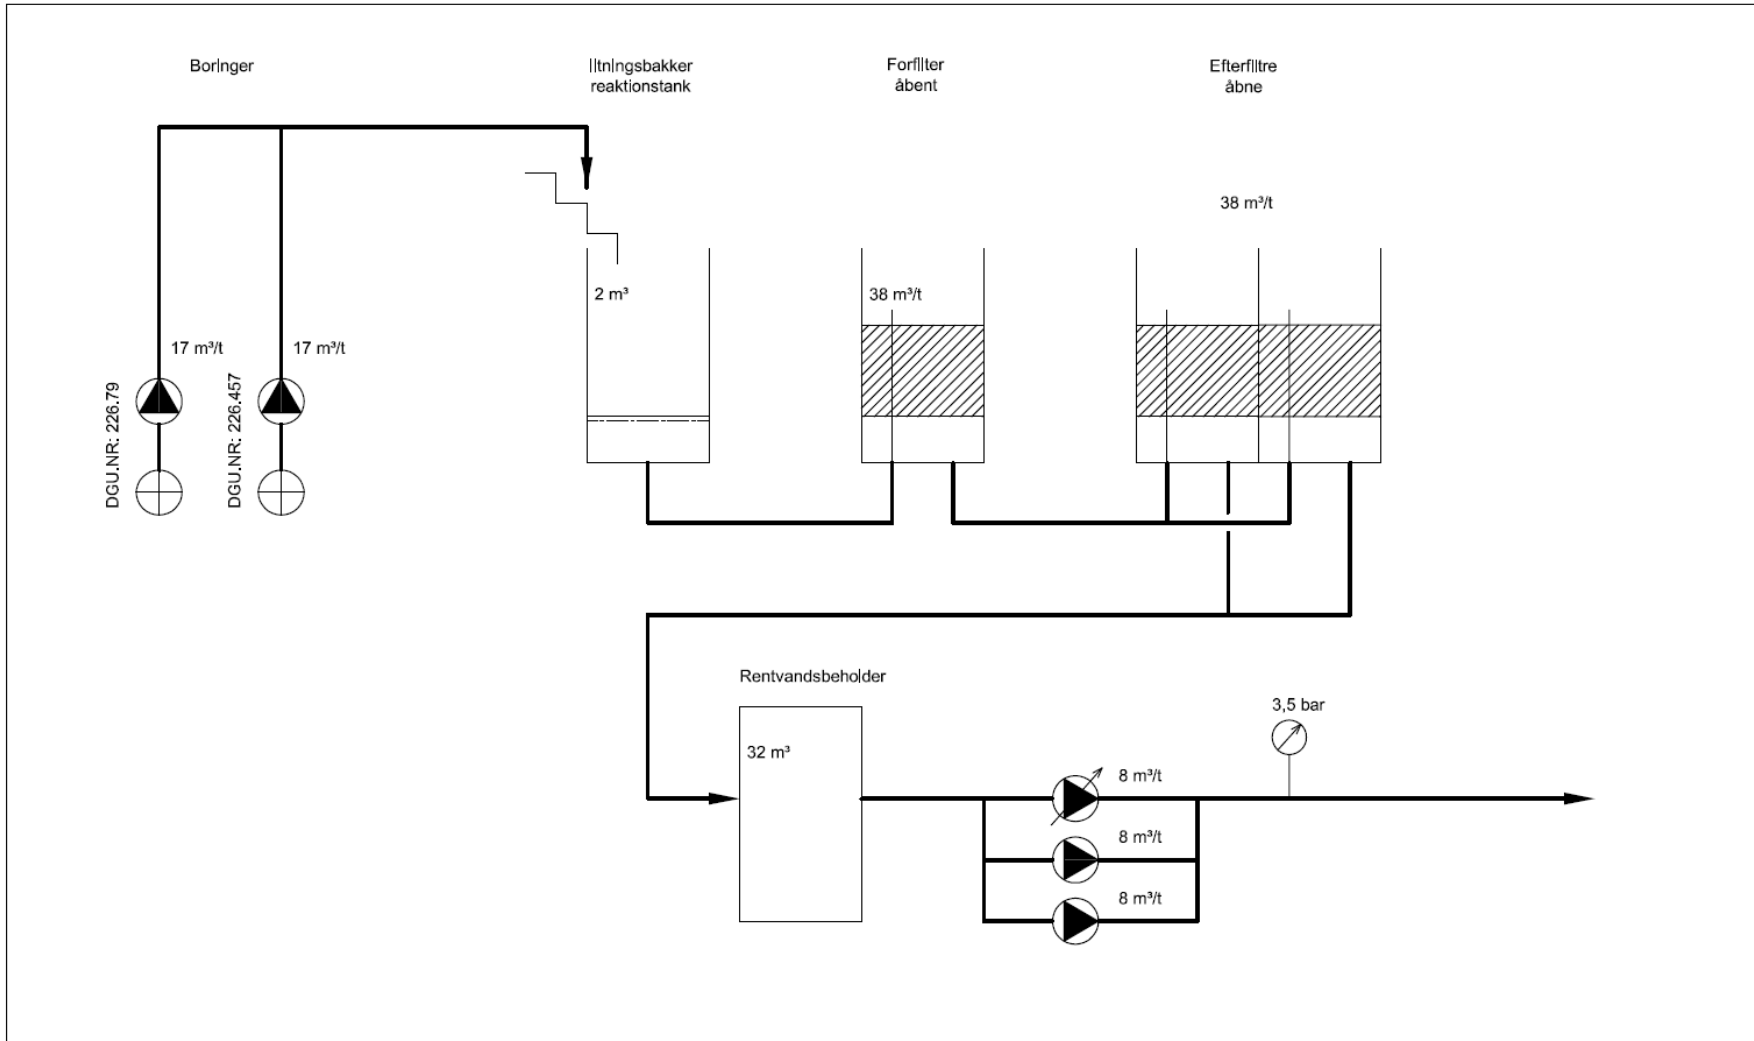 Boringer
Iltningsbakker
reaktionstank
Forfilter
åbent
Efterfiltre
åbne
38 m³/t
2 m³
38 m³/t
17 m³/t
17 m³/t
DGU.NR: 226.79
DGU.NR: 226.457
Rentvandsbeholder
32 m³
3,5 bar
8 m³/t
8 m³/t
8 m³/t